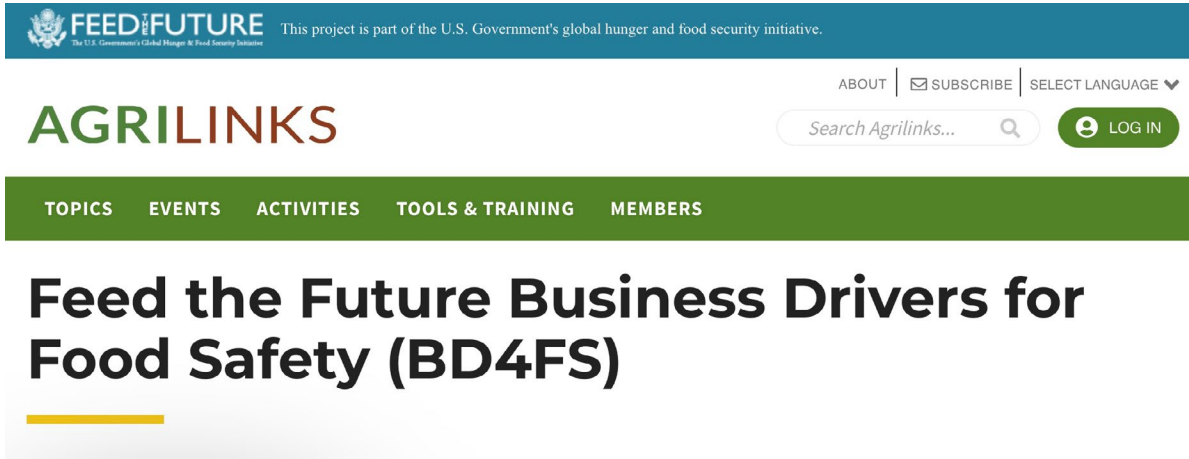 FEED THE FUTURE
The U.S. Government's Global Hunger & Food Security Initiative
This project is part of the U.S. Government's global hunger and food security initiative.
ABOUT
SUBSCRIBE
SELECT LANGUAGE
AGRILINKS
Search Agrilinks...
LOG IN
TOPICS EVENTS ACTIVITIES TOOLS & TRAINING MEMBERS
Feed the Future Business Drivers for
Food Safety (BD4FS)